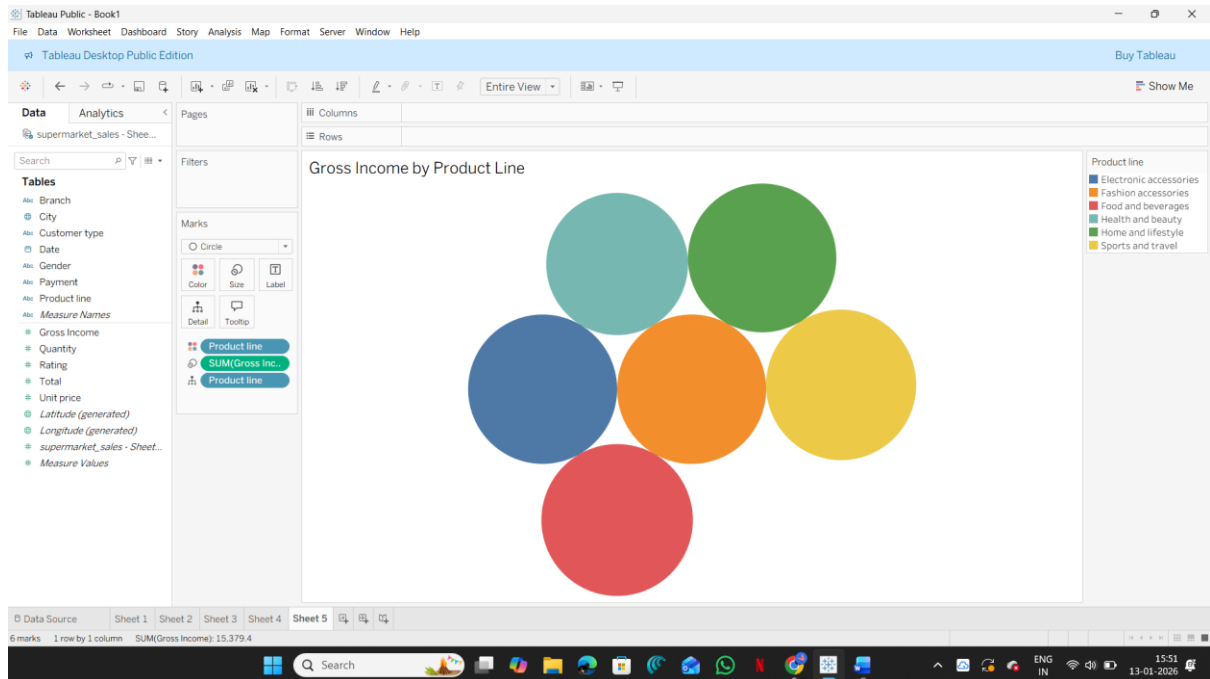 Tableau Public - Book1
File Data Worksheet Dashboard Story Analysis Map Format Server Window Help
Tableau Desktop Public Edition
Buy Tableau
Entire View
Show Me
Data
Analytics
supermarket_sales - Shee...
Search
Tables
Abc Branch
City
Abc Customer type
Date
Abc Gender
Abc Payment
Abc Product line
Abc Measure Names
# Gross Income
# Quantity
# Rating
# Total
# Unit price
Latitude (generated)
Longitude (generated)
# supermarket_sales - Sheet...
# Measure Values
Pages
Filters
Marks
Circle
Color Size Label
Detail Tooltip
Product line
SUM(Gross Inc..
Product line
Columns
Rows
Gross Income by Product Line
Product line
Electronic accessories
Fashion accessories
Food and beverages
Health and beauty
Home and lifestyle
Sports and travel
Data Source Sheet 1 Sheet 2 Sheet 3 Sheet 4 Sheet 5
6 marks 1 row by 1 column SUM(Gross Income): 15,379.4
Search
ENG
IN
15:51
13-01-2026